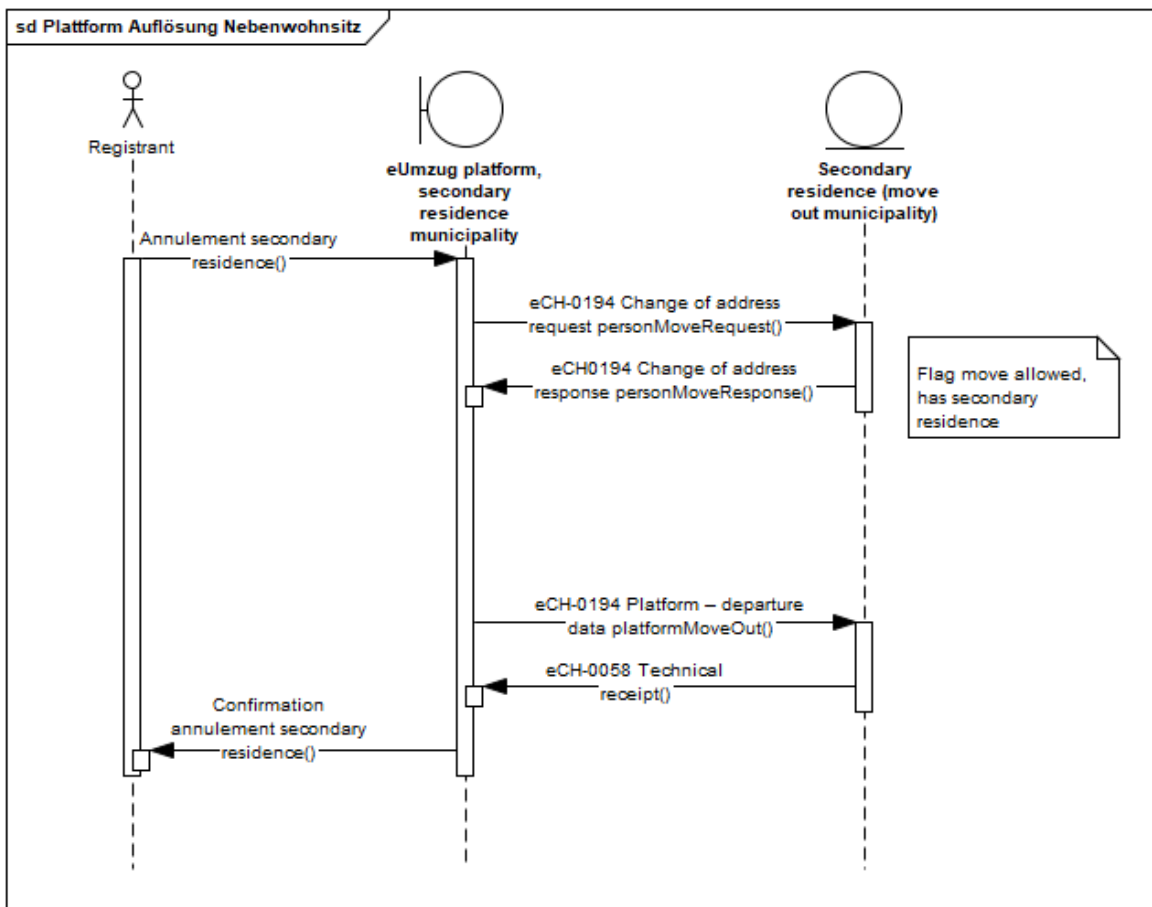 sd Plattform Auflösung Nebenwohnsitz
Registrant
eUmzug platform,
secondary
residence
municipality
Secondary
residence (move
out municipality)
Annulement secondary
residence()
eCH-0194 Change of address
request personMoveRequest()
eCH0194 Change of address
response personMoveResponse()
Flag move allowed,
has secondary
residence
eCH-0194 Platform – departure
data platformMoveOut()
eCH-0058 Technical
receipt()
Confirmation
annulement secondary
residence()